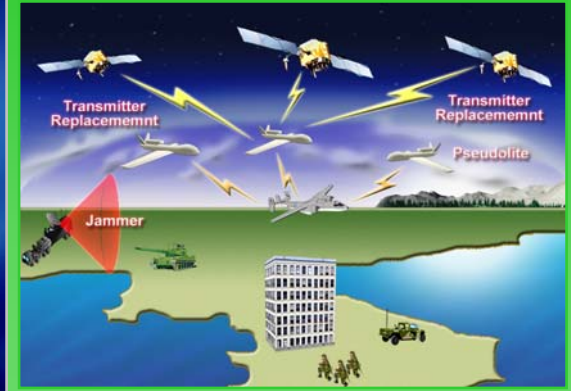 Transmitter
Replacememnt
Transmitter
Replacememnt
Pseudolite
Jammer